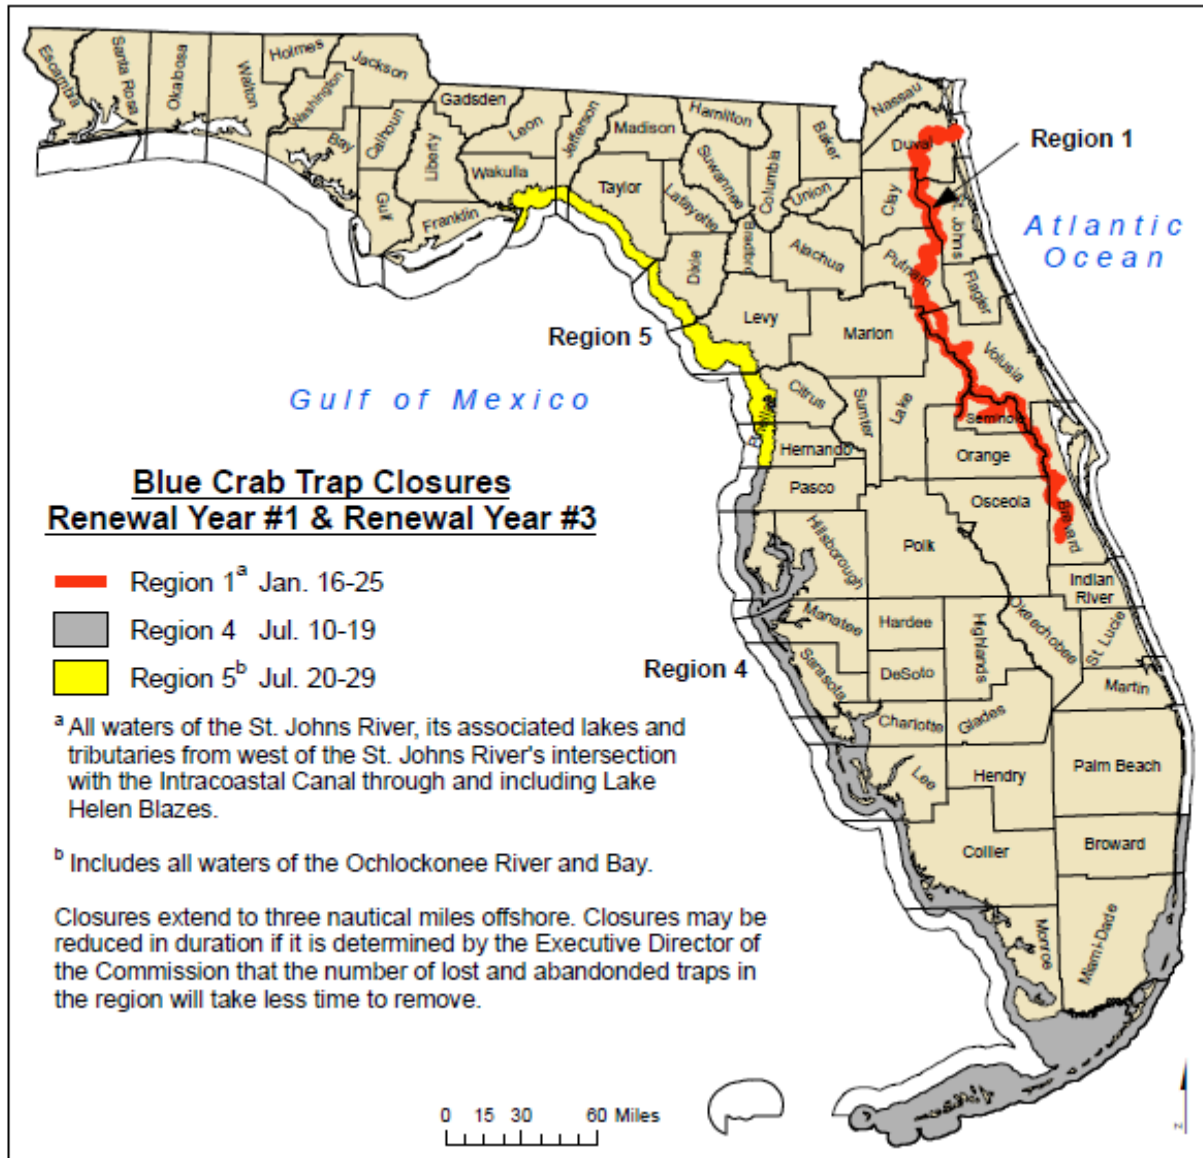 Escambia
Santa Rosa
Okalbosa
Walton
Holmes
Washington
Jackson
Bay
Calhoun
Gulf
Gadsden
Liberty
Franklin
Leon
Wakulla
Jefferson
Madison
Taylor
Hamilton
Suwannee
Lafayette
Dixie
Columbia
Baker
Union
Bradford
Alachua
Nassau
Duval
Clay
St. Johns
Putnam
Flagler
Region 1
Atlantic
Ocean
Levy
Marion
Volusia
Region 5
Gulf of Mexico
Citrus
Sumter
Lake
Seminole
Hernando
Orange
Pasco
Osceola
Brevard
Hillsborough
Polk
Indian
River
Manatee
Hardee
Highlands
Okeechobee
St. Lucie
Region 4
Sarasota
DeSoto
Martin
Charlotte
Glades
Lee
Hendry
Palm Beach
Collier
Broward
Monroe
Miami-Dade
Blue Crab Trap Closures
Renewal Year #1 & Renewal Year #3
Region 1a Jan. 16-25
Region 4 Jul. 10-19
Region 5b Jul. 20-29
a All waters of the St. Johns River, its associated lakes and
tributaries from west of the St. Johns River's intersection
with the Intracoastal Canal through and including Lake
Helen Blazes.
b Includes all waters of the Ochlockonee River and Bay.
Closures extend to three nautical miles offshore. Closures may be
reduced in duration if it is determined by the Executive Director of
the Commission that the number of lost and abandonded traps in
the region will take less time to remove.
0 15 30 60 Miles
N